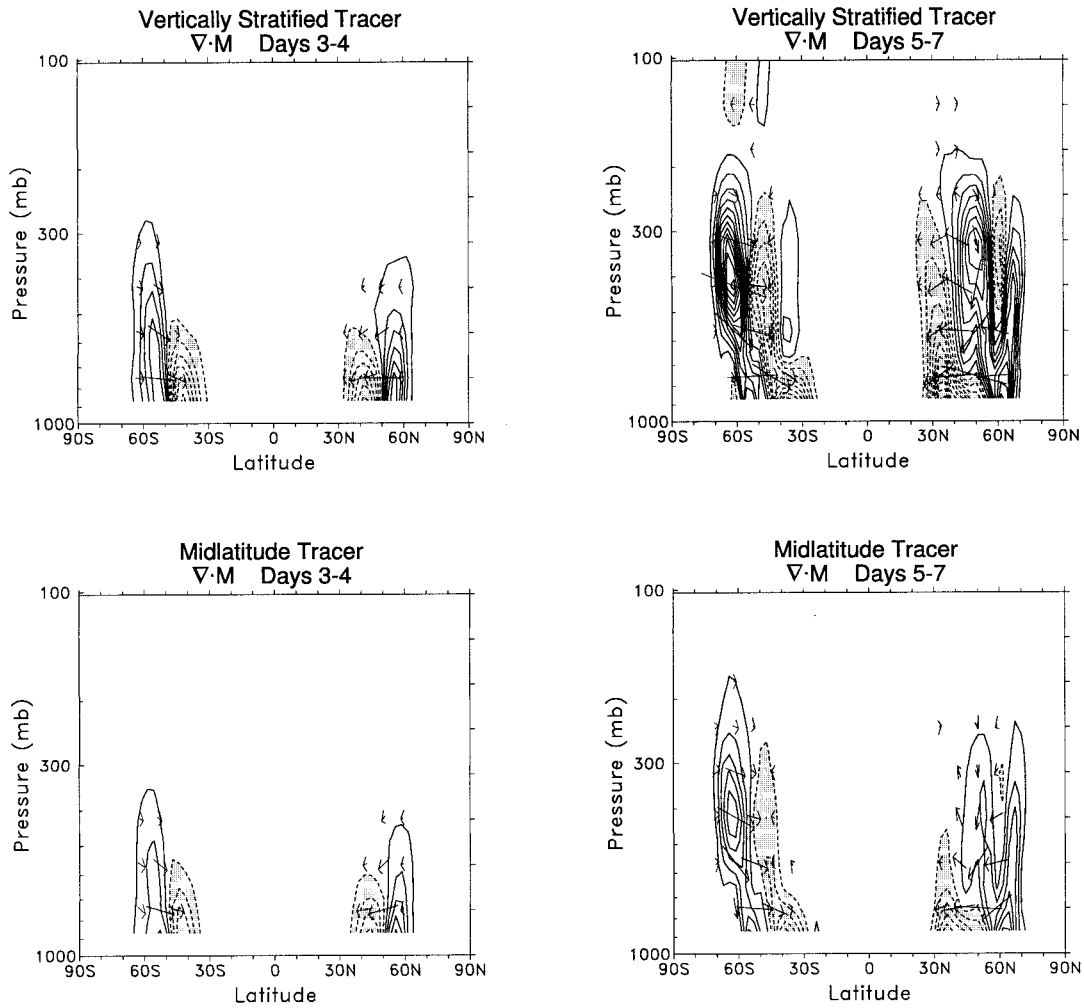 Vertically Stratified Tracer
∇·M Days 3-4
100
300
1000
Pressure (mb)
90S 60S 30S 0 30N 60N 90N
Latitude
Vertically Stratified Tracer
∇·M Days 5-7
100
300
1000
Pressure (mb)
90S 60S 30S 0 30N 60N 90N
Latitude
Midlatitude Tracer
∇·M Days 3-4
100
300
1000
Pressure (mb)
90S 60S 30S 0 30N 60N 90N
Latitude
Midlatitude Tracer
∇·M Days 5-7
100
300
1000
Pressure (mb)
90S 60S 30S 0 30N 60N 90N
Latitude